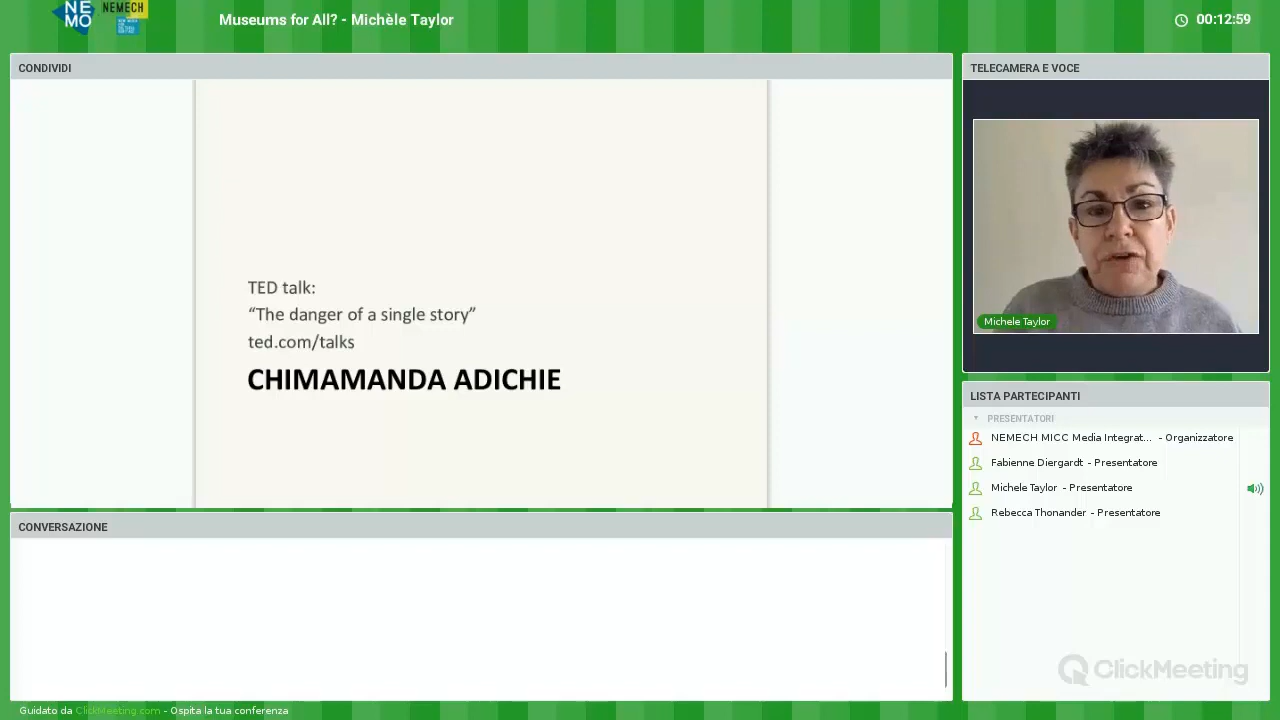 NE
MO
NEMECH
Museums for All? - Michèle Taylor
00:12:59
CONDIVIDI
TED talk:
“The danger of a single story”
ted.com/talks
CHIMAMANDA ADICHIE
CONVERSAZIONE
TELECAMERA E VOCE
Michele Taylor
LISTA PARTECIPANTI
PRESENTATORI
NEMECH MICC Media Integrat... - Organizzatore
Fabienne Diergardt - Presentatore
Michele Taylor - Presentatore
Rebecca Thonander - Presentatore
ClickMeeting
Guidato da ClickMeeting.com - Ospita la tua conferenza